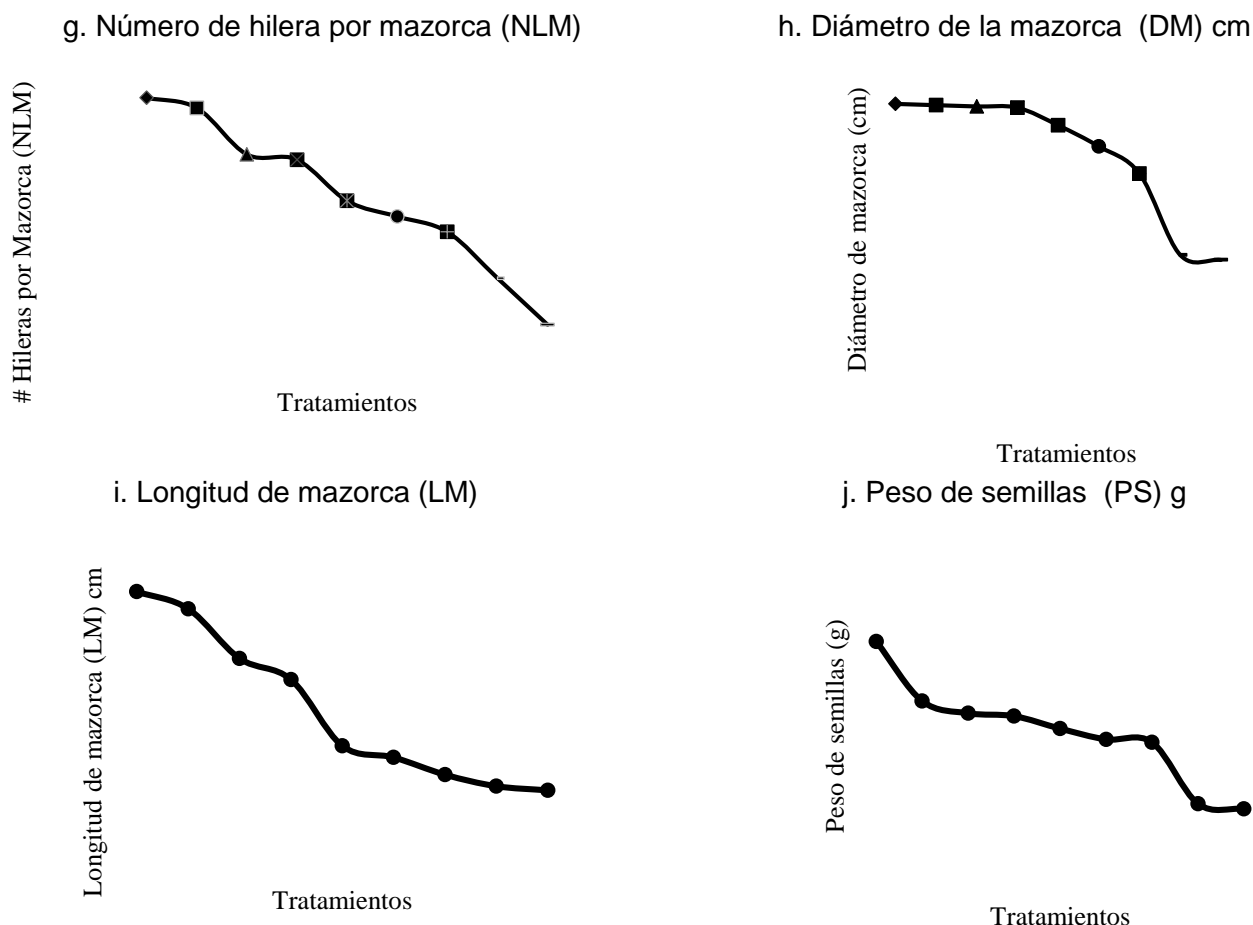 g. Número de hilera por mazorca (NLM)
# Hileras por Mazorca (NLM)
Tratamientos
h. Diámetro de la mazorca (DM) cm
Diámetro de mazorca (cm)
Tratamientos
i. Longitud de mazorca (LM)
Longitud de mazorca (LM) cm
Tratamientos
j. Peso de semillas (PS) g
Peso de semillas (g)
Tratamientos